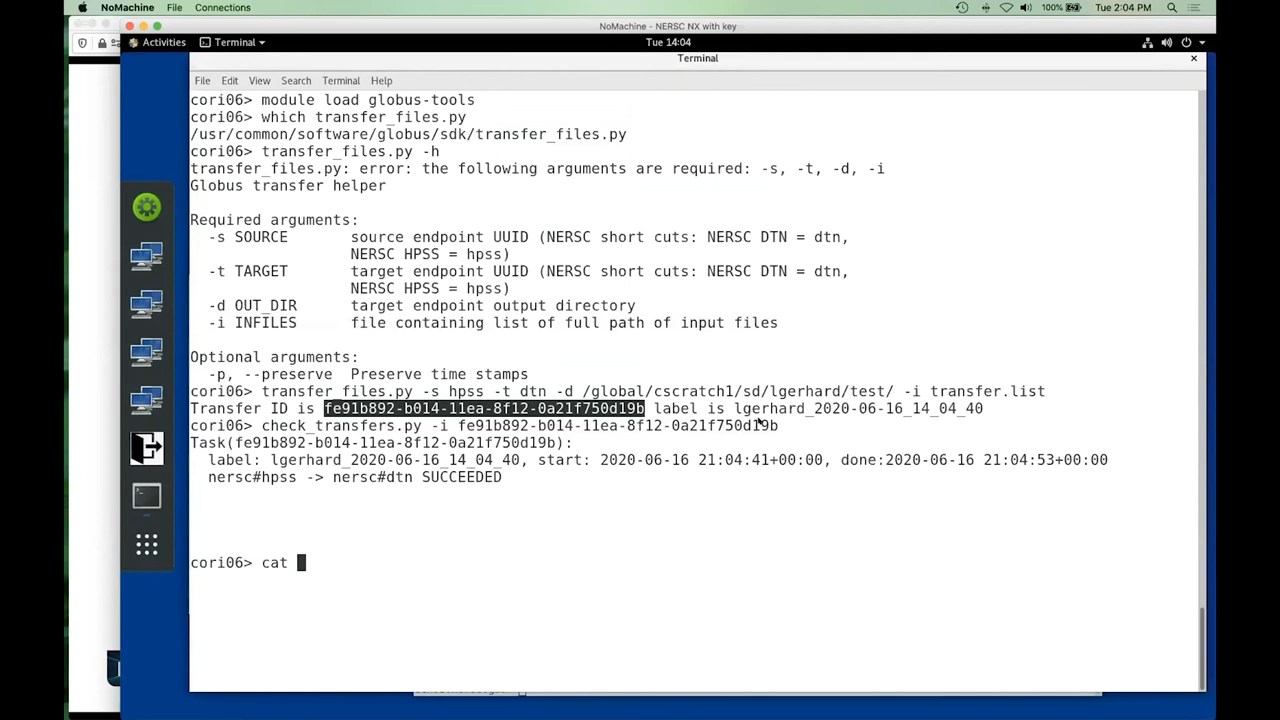 NoMachine File Connections 100% Tue 2:04 PM
NoMachine - NERSC NX with key
Activities Terminal Tue 14:04
Terminal
File Edit View Search Terminal Help
cori06> module load globus-tools
cori06> which transfer_files.py
/usr/common/software/globus/sdk/transfer_files.py
cori06> transfer_files.py -h
transfer_files.py: error: the following arguments are required: -s, -t, -d, -i
Globus transfer helper
Required arguments:
-s SOURCE source endpoint UUID (NERSC short cuts: NERSC DTN = dtn,
NERSC HPSS = hpss)
-t TARGET target endpoint UUID (NERSC short cuts: NERSC DTN = dtn,
NERSC HPSS = hpss)
-d OUT_DIR target endpoint output directory
-i INFILES file containing list of full path of input files
Optional arguments:
-p, --preserve Preserve time stamps
cori06> transfer_files.py -s hpss -t dtn -d /global/cscratch1/sd/lgerhard/test/ -i transfer.list
Transfer ID is fe91b892-b014-11ea-8f12-0a21f750d19b label is lgerhard_2020-06-16_14_04_40
cori06> check_transfers.py -i fe91b892-b014-11ea-8f12-0a21f750d19b
Task(fe91b892-b014-11ea-8f12-0a21f750d19b):
label: lgerhard_2020-06-16_14_04_40, start: 2020-06-16 21:04:41+00:00, done:2020-06-16 21:04:53+00:00
nersc#hpss -> nersc#dtn SUCCEEDED
cori06> cat